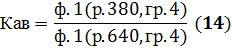 Кав = ф. 1(р.380, гр. 4) / ф. 1(р.640, гр. 4) (14)